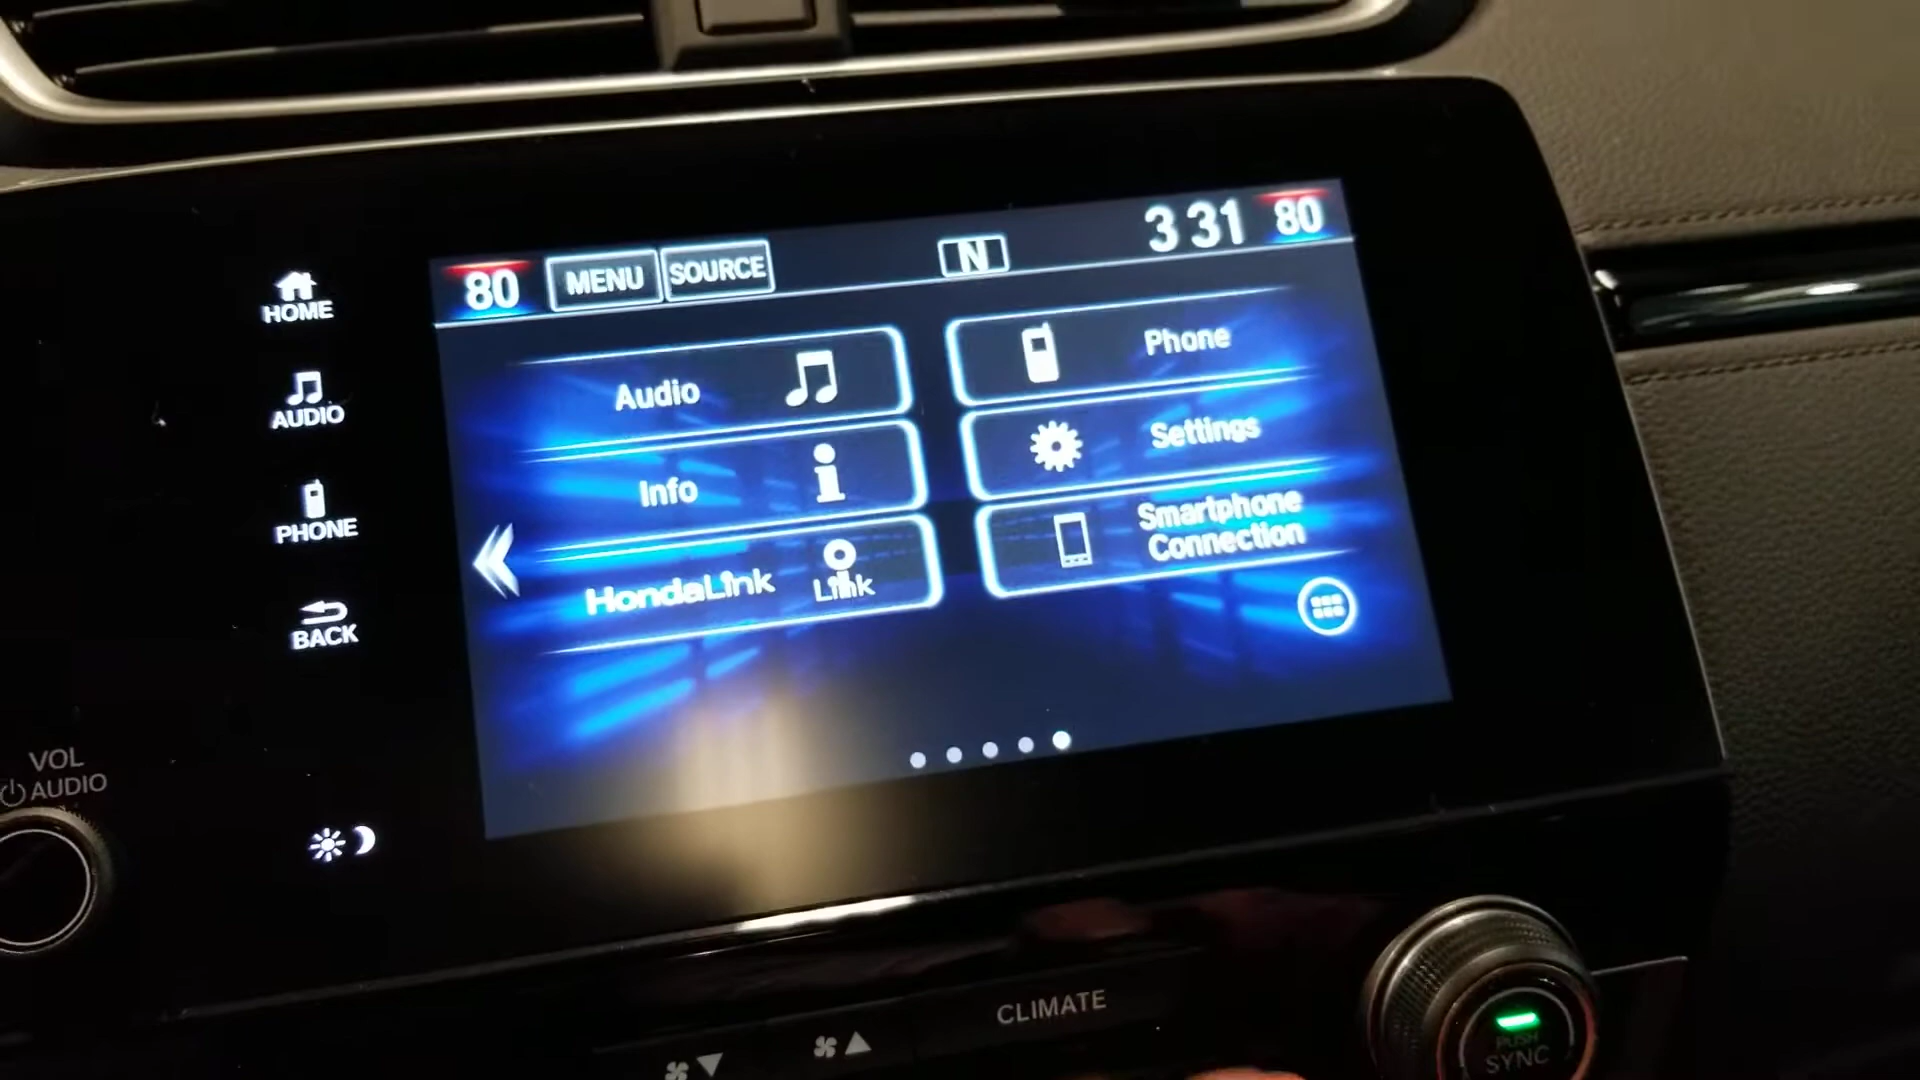 80 MENU SOURCE N 3 31 80
HOME
AUDIO
PHONE
BACK
Audio
Phone
Info
Settings
HondaLink
Link
Smartphone
Connection
VOL
AUDIO
CLIMATE
PUSH
SYNC